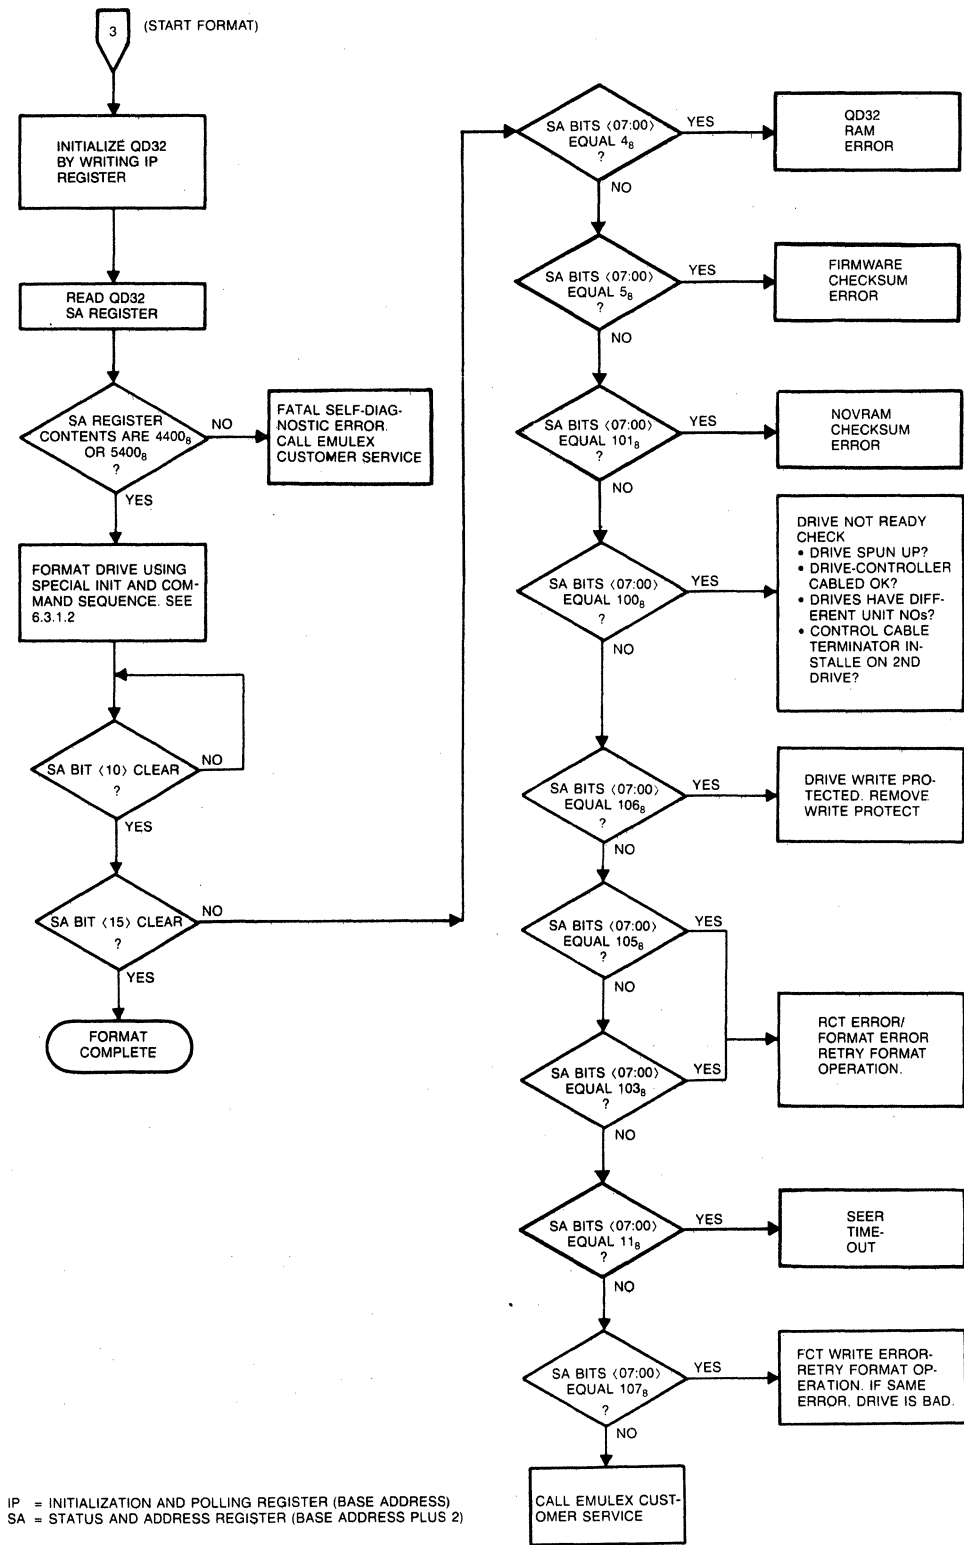 3
(START FORMAT)
INITIALIZE QD32
BY WRITING IP
REGISTER
READ QD32
SA REGISTER
SA REGISTER
CONTENTS ARE 4400₈
OR 5400₈
?
NO
FATAL SELF-DIAG-
NOSTIC ERROR.
CALL EMULEX
CUSTOMER SERVICE
YES
FORMAT DRIVE USING
SPECIAL INIT AND COM-
MAND SEQUENCE. SEE
6.3.1.2
SA BIT ⟨10⟩ CLEAR
?
NO
YES
SA BIT ⟨15⟩ CLEAR
?
NO
YES
FORMAT
COMPLETE
SA BITS ⟨07:00⟩
EQUAL 4₈
?
YES
QD32
RAM
ERROR
NO
SA BITS ⟨07:00⟩
EQUAL 5₈
?
YES
FIRMWARE
CHECKSUM
ERROR
NO
SA BITS ⟨07:00⟩
EQUAL 101₈
?
YES
NOVRAM
CHECKSUM
ERROR
NO
SA BITS ⟨07:00⟩
EQUAL 100₈
?
YES
DRIVE NOT READY
CHECK
• DRIVE SPUN UP?
• DRIVE-CONTROLLER
CABLED OK?
• DRIVES HAVE DIFF-
ERENT UNIT NOs?
• CONTROL CABLE
TERMINATOR IN-
STALLE ON 2ND
DRIVE?
NO
SA BITS ⟨07:00⟩
EQUAL 106₈
?
YES
DRIVE WRITE PRO-
TECTED. REMOVE
WRITE PROTECT
NO
SA BITS ⟨07:00⟩
EQUAL 105₈
?
YES
NO
RCT ERROR/
FORMAT ERROR
RETRY FORMAT
OPERATION.
SA BITS ⟨07:00⟩
EQUAL 103₈
?
YES
NO
SA BITS ⟨07:00⟩
EQUAL 11₈
?
YES
SEER
TIME-
OUT
NO
SA BITS ⟨07:00⟩
EQUAL 107₈
?
YES
FCT WRITE ERROR-
RETRY FORMAT OP-
ERATION. IF SAME
ERROR, DRIVE IS BAD.
NO
CALL EMULEX CUST-
OMER SERVICE
IP = INITIALIZATION AND POLLING REGISTER (BASE ADDRESS)
SA = STATUS AND ADDRESS REGISTER (BASE ADDRESS PLUS 2)